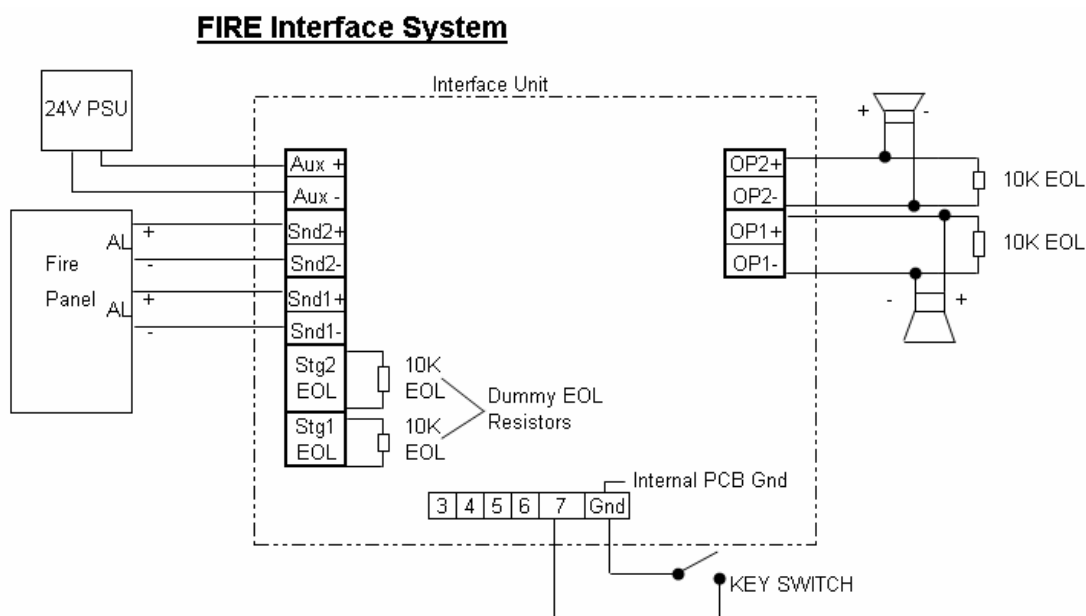 FIRE Interface System
24V PSU
Interface Unit
Aux +
Aux -
Snd2+
Snd2-
Snd1+
Snd1-
Stg2
EOL
Stg1
EOL
Fire
Panel
AL
+
-
AL
+
-
10K
EOL
10K
EOL
Dummy EOL
Resistors
OP2+
OP2-
OP1+
OP1-
+
-
10K EOL
10K EOL
-
+
Internal PCB Gnd
3 4 5 6 7 Gnd
KEY SWITCH